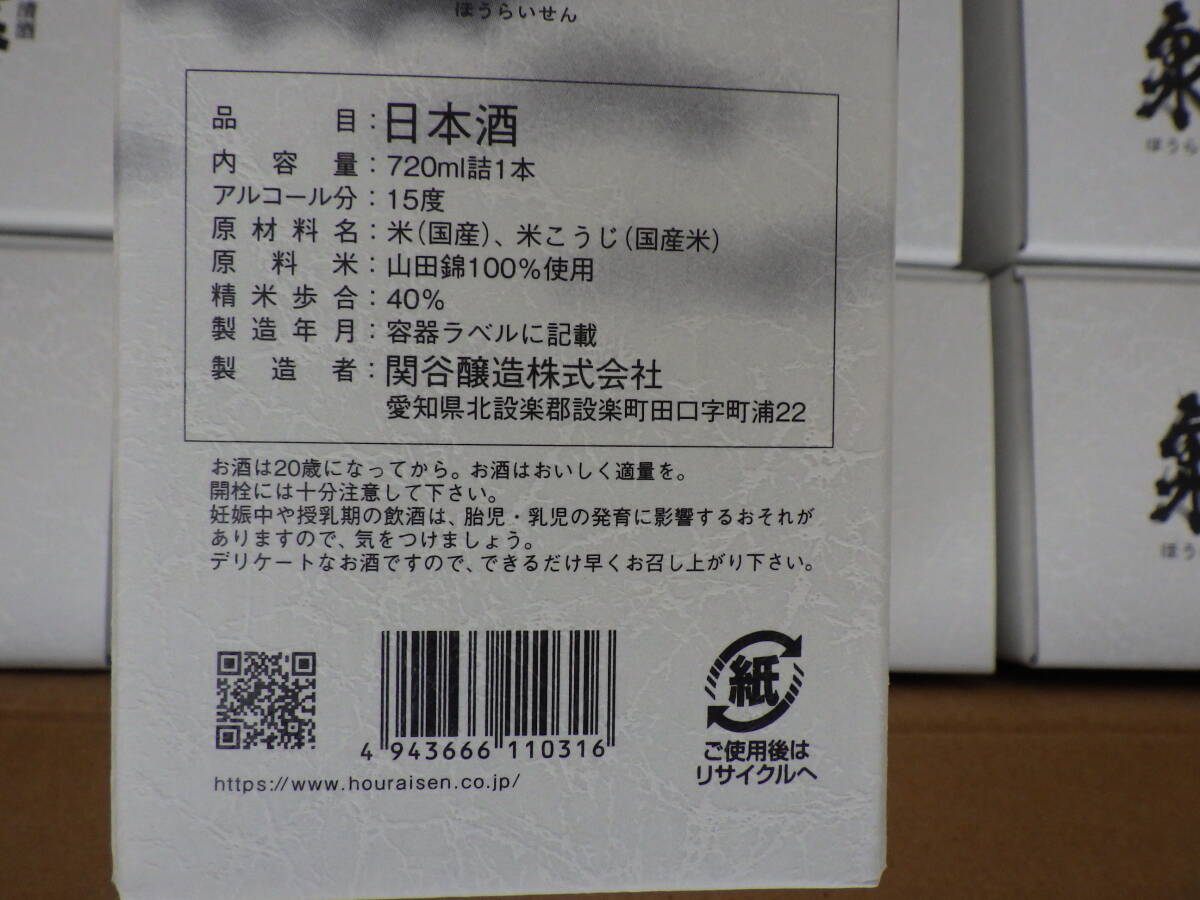 ほうらいせん
品目：日本酒
内容量：720ml詰1本
アルコール分：15度
原材料名：米（国産）、米こうじ（国産米）
原料米：山田錦100％使用
精米歩合：40％
製造年月：容器ラベルに記載
製造者：関谷醸造株式会社
愛知県北設楽郡設楽町田口字町浦22
お酒は20歳になってから。お酒はおいしく適量を。
開栓には十分注意して下さい。
妊娠中や授乳期の飲酒は、胎児・乳児の発育に影響するおそれが
ありますので、気をつけましょう。
デリケートなお酒ですので、できるだけ早くお召し上がり下さい。
4 943666 110316
https://www.houraisen.co.jp/
紙
ご使用後は
リサイクルへ
清酒
泉
ほうら
泉
ほう